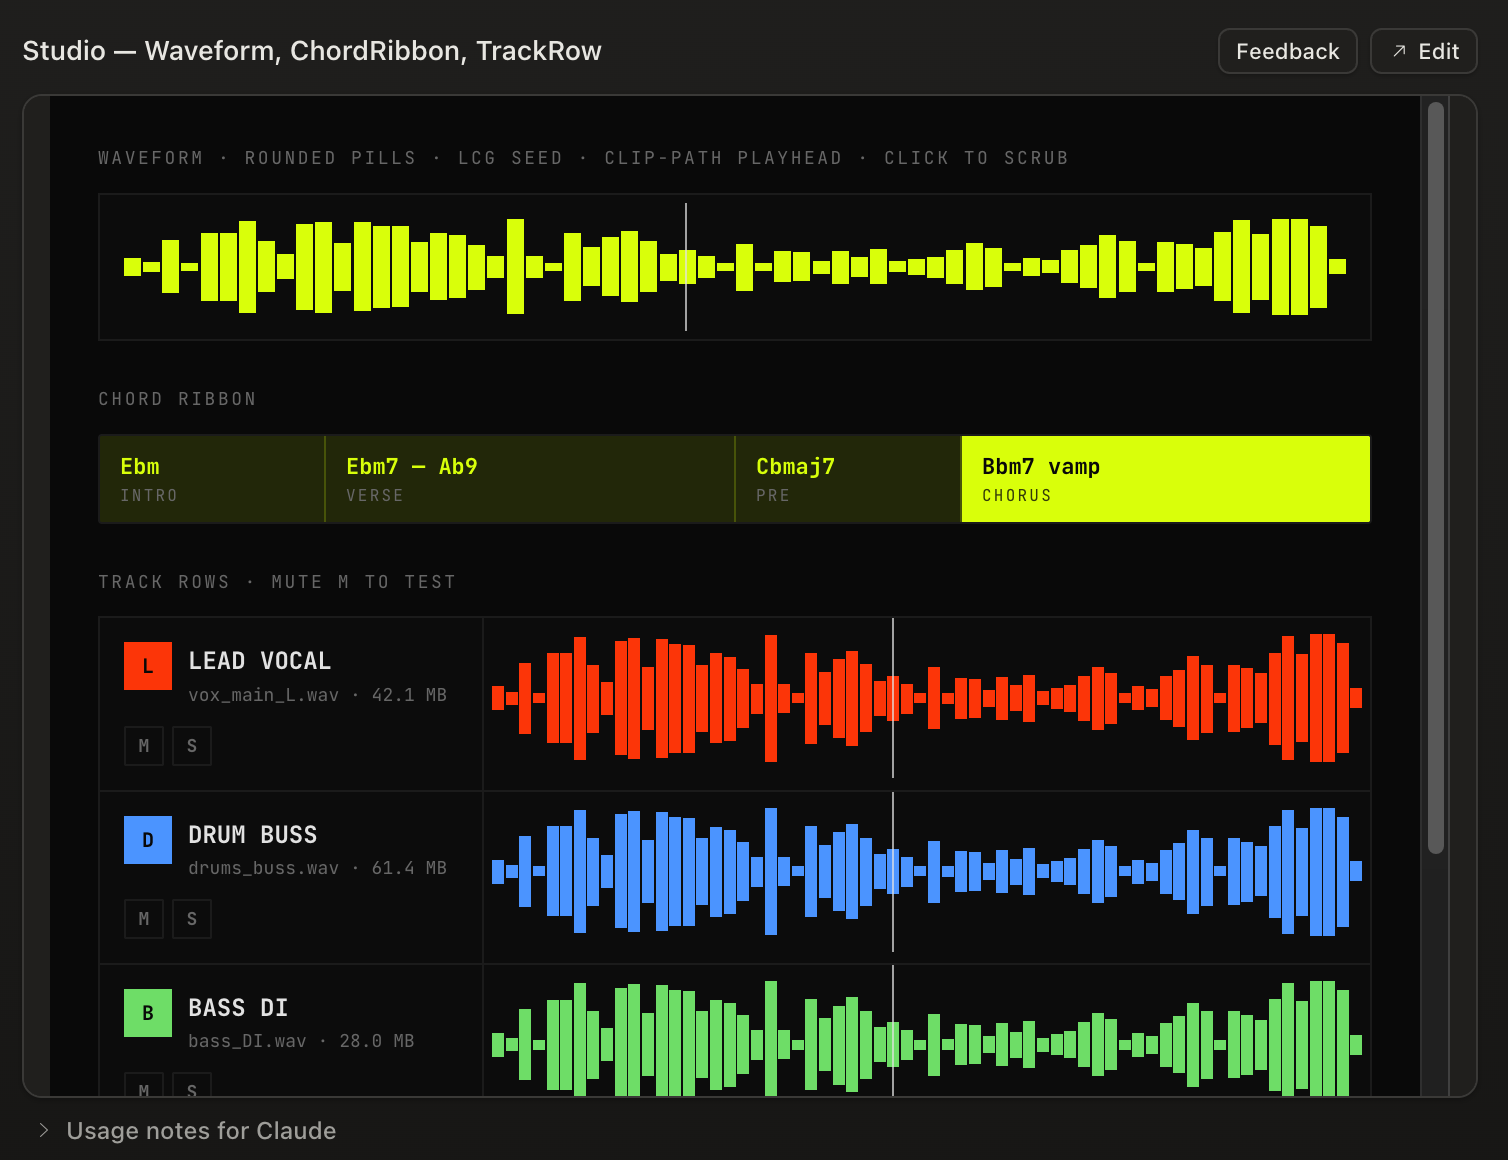 Studio — Waveform, ChordRibbon, TrackRow
Feedback
Edit
WAVEFORM · ROUNDED PILLS · LCG SEED · CLIP-PATH PLAYHEAD · CLICK TO SCRUB
CHORD RIBBON
Ebm
INTRO
Ebm7 — Ab9
VERSE
Cbmaj7
PRE
Bbm7 vamp
CHORUS
TRACK ROWS · MUTE M TO TEST
L
LEAD VOCAL
vox_main_L.wav · 42.1 MB
M S
D
DRUM BUSS
drums_buss.wav · 61.4 MB
M S
B
BASS DI
bass_DI.wav · 28.0 MB
M S
Usage notes for Claude